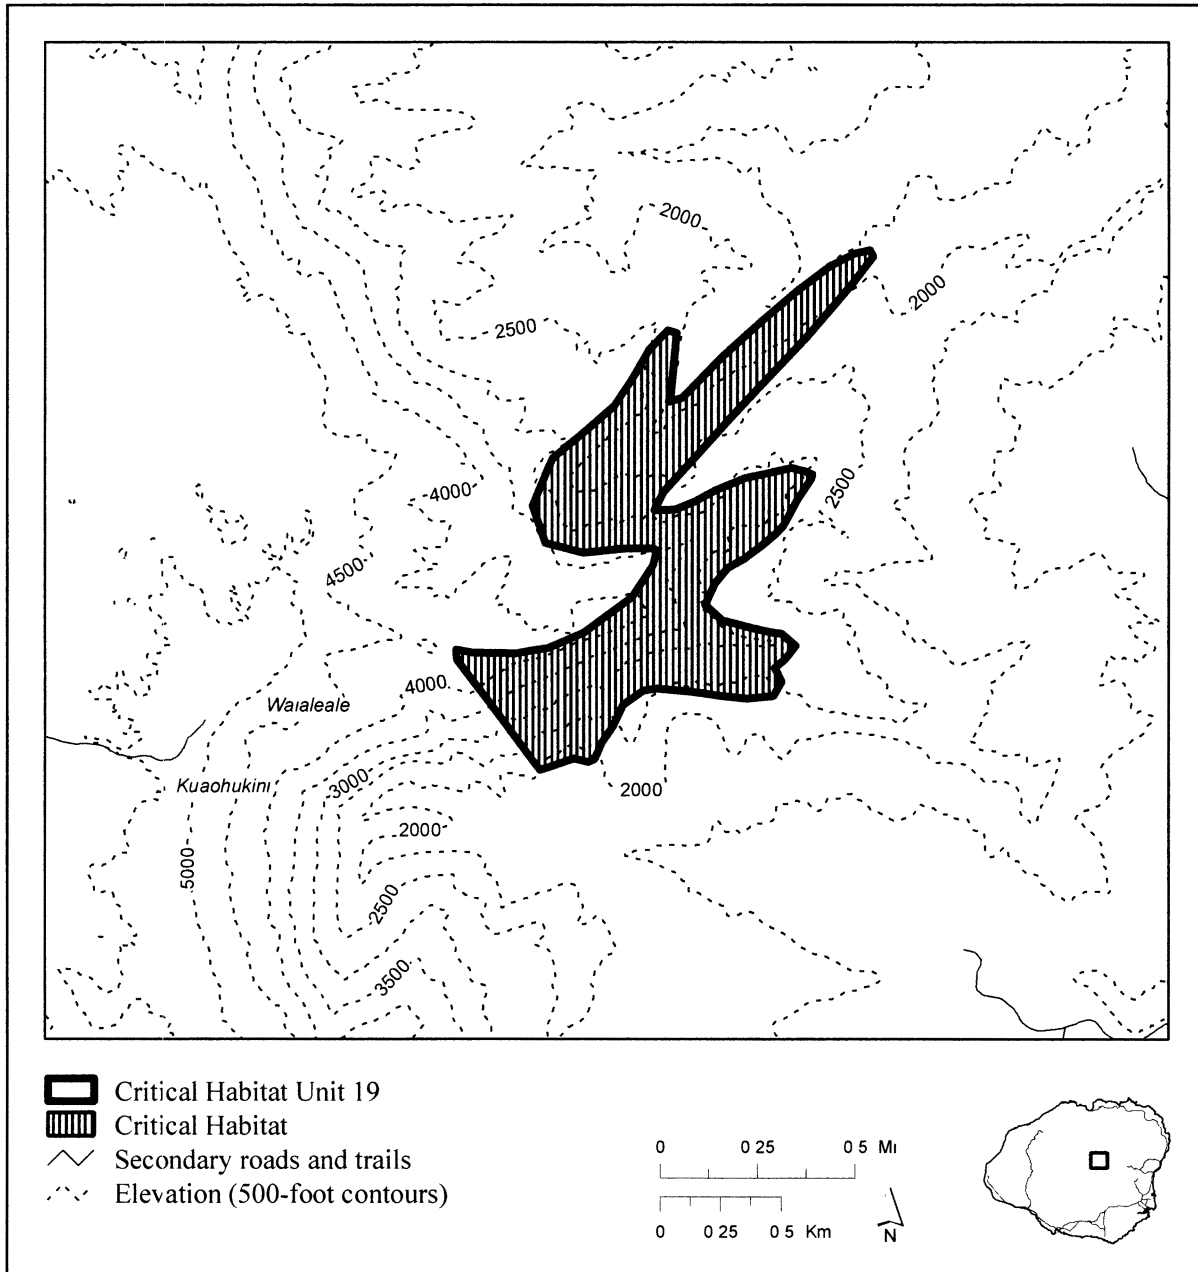 2000
2000
2500
4000
2500
4500
4000
Waialeale
Kuaohukini
3000
2000
2000
5000
2500
3500
Critical Habitat Unit 19
Critical Habitat
Secondary roads and trails
Elevation (500-foot contours)
0 0 25 0 5 Mi
0 0 25 0 5 Km
N